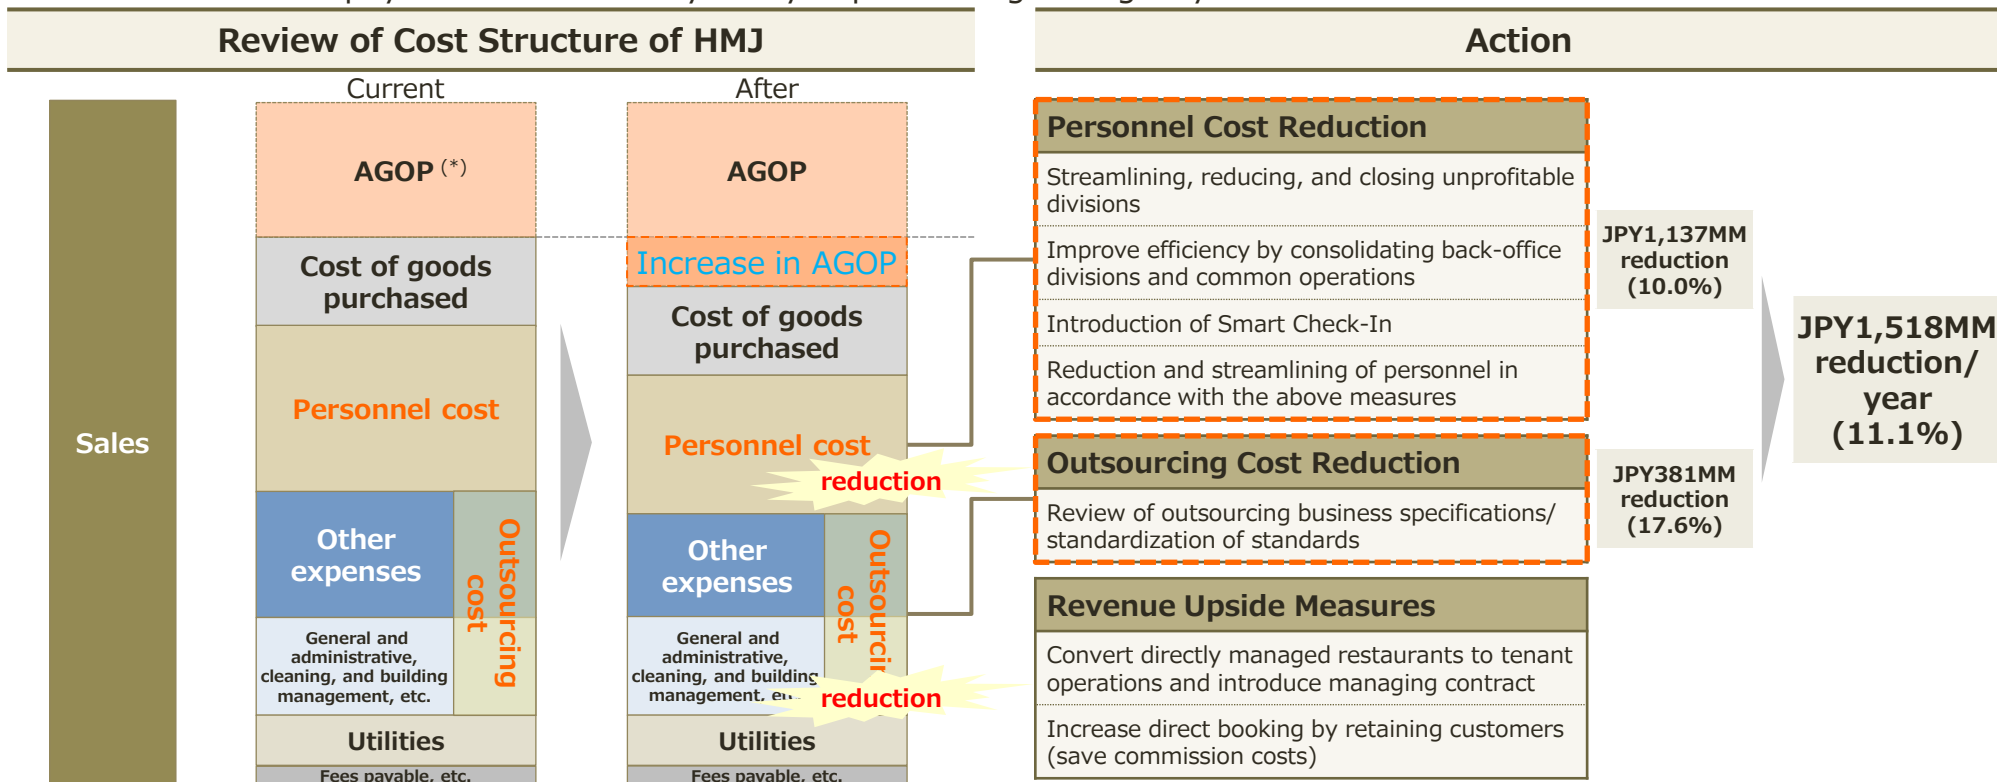 Review of Cost Structure of HMJ
Action
Current
After
Sales
AGOP (*)
Cost of goods
purchased
Personnel cost
Other
expenses
Outsourcing
cost
General and
administrative,
cleaning, and building
management, etc.
Utilities
Fees payable, etc.
AGOP
Increase in AGOP
Cost of goods
purchased
Personnel cost
reduction
Other
expenses
cost
General and
administrative,
cleaning, and building
management,
reduction
Utilities
Fees payable, etc.
Personnel Cost Reduction
Streamlining, reducing, and closing unprofitable
divisions
Improve efficiency by consolidating back-office
divisions and common operations
Introduction of Smart Check-In
Reduction and streamlining of personnel in
accordance with the above measures
JPY1,137MM
reduction
(10.0%)
Outsourcing Cost Reduction
Review of outsourcing business specifications/
standardization of standards
JPY381MM
reduction
(17.6%)
JPY1,518MM
reduction/
year
(11.1%)
Revenue Upside Measures
Convert directly managed restaurants to tenant
operations and introduce managing contract
Increase direct booking by retaining customers
(save commission costs)